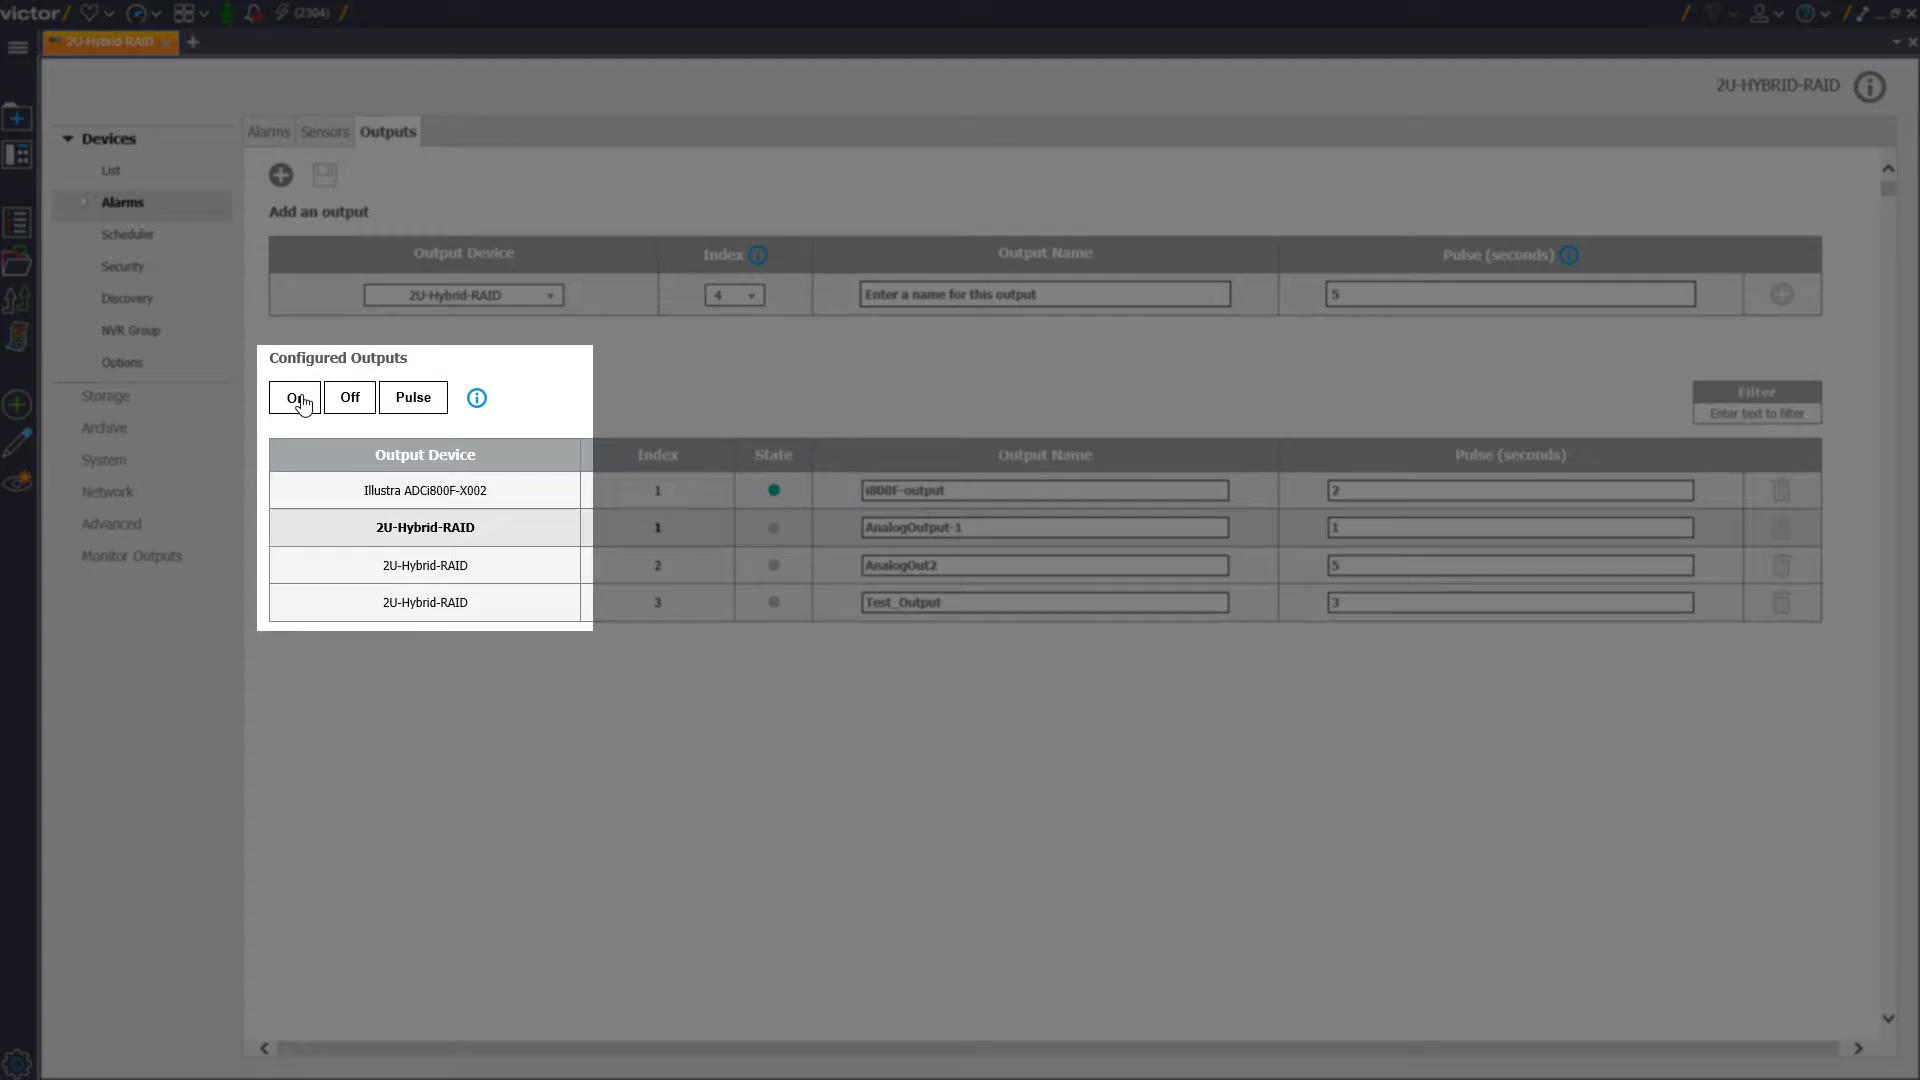 victor
(2304)
2U-Hybrid-RAID
2U-HYBRID-RAID
Devices
List
Alarms
Scheduler
Security
Discovery
NVR Group
Options
Storage
Archive
System
Network
Advanced
Monitor Outputs
Alarms Sensors Outputs
Add an output
Output Device Index Output Name Pulse (seconds)
2U-Hybrid-RAID 4 Enter a name for this output 5
Configured Outputs
On Off Pulse
Filter
Enter text to filter
Output Device Index State Output Name Pulse (seconds)
Illustra ADCi800F-X002 1 i800F-output 2
2U-Hybrid-RAID 1 AnalogOutput-1 1
2U-Hybrid-RAID 2 AnalogOut2 5
2U-Hybrid-RAID 3 Test_Output 3